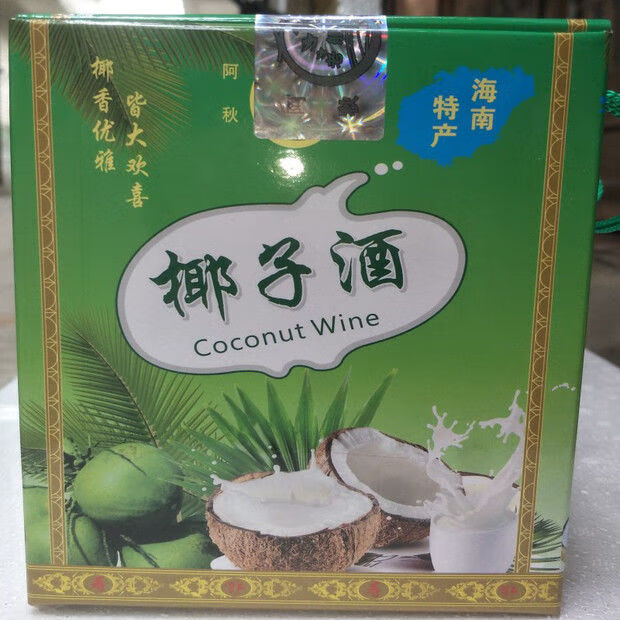 椰香优雅
皆大欢喜
阿秋
海南
特产
椰子酒
Coconut Wine